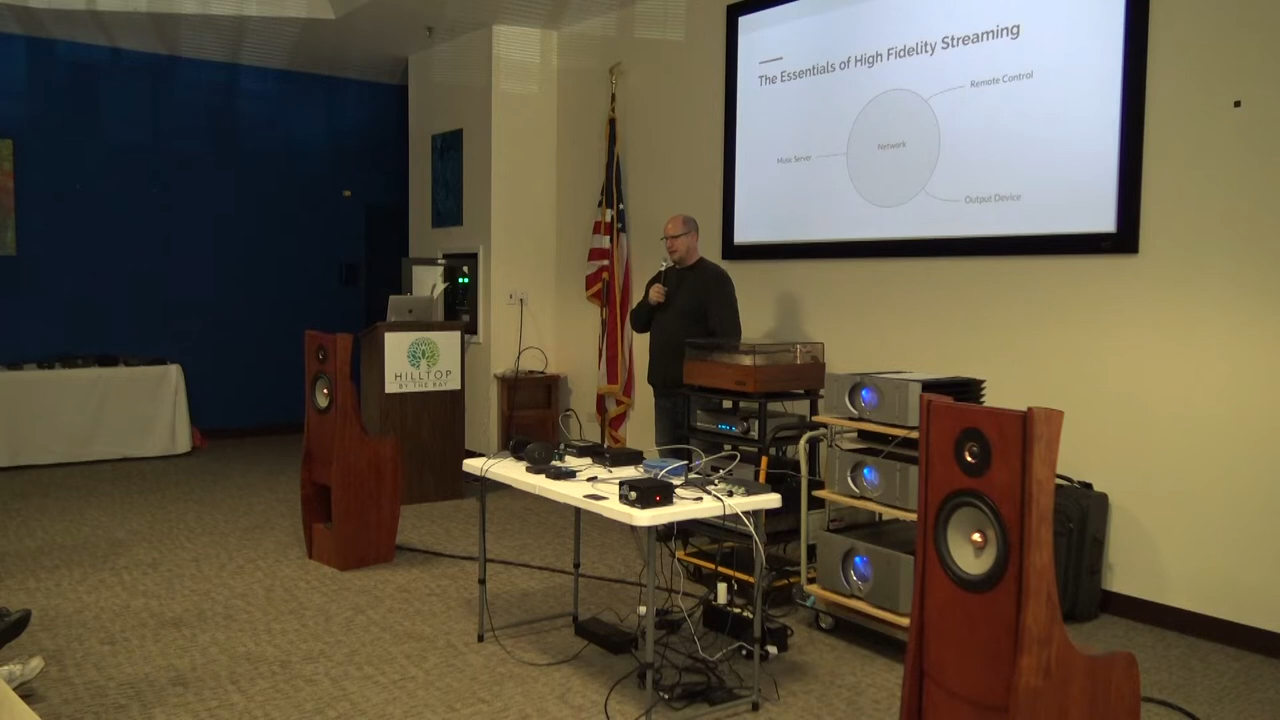 The Essentials of High Fidelity Streaming
Remote Control
Network
Music Server
Output Device
HILLTOP
BY THE BAY